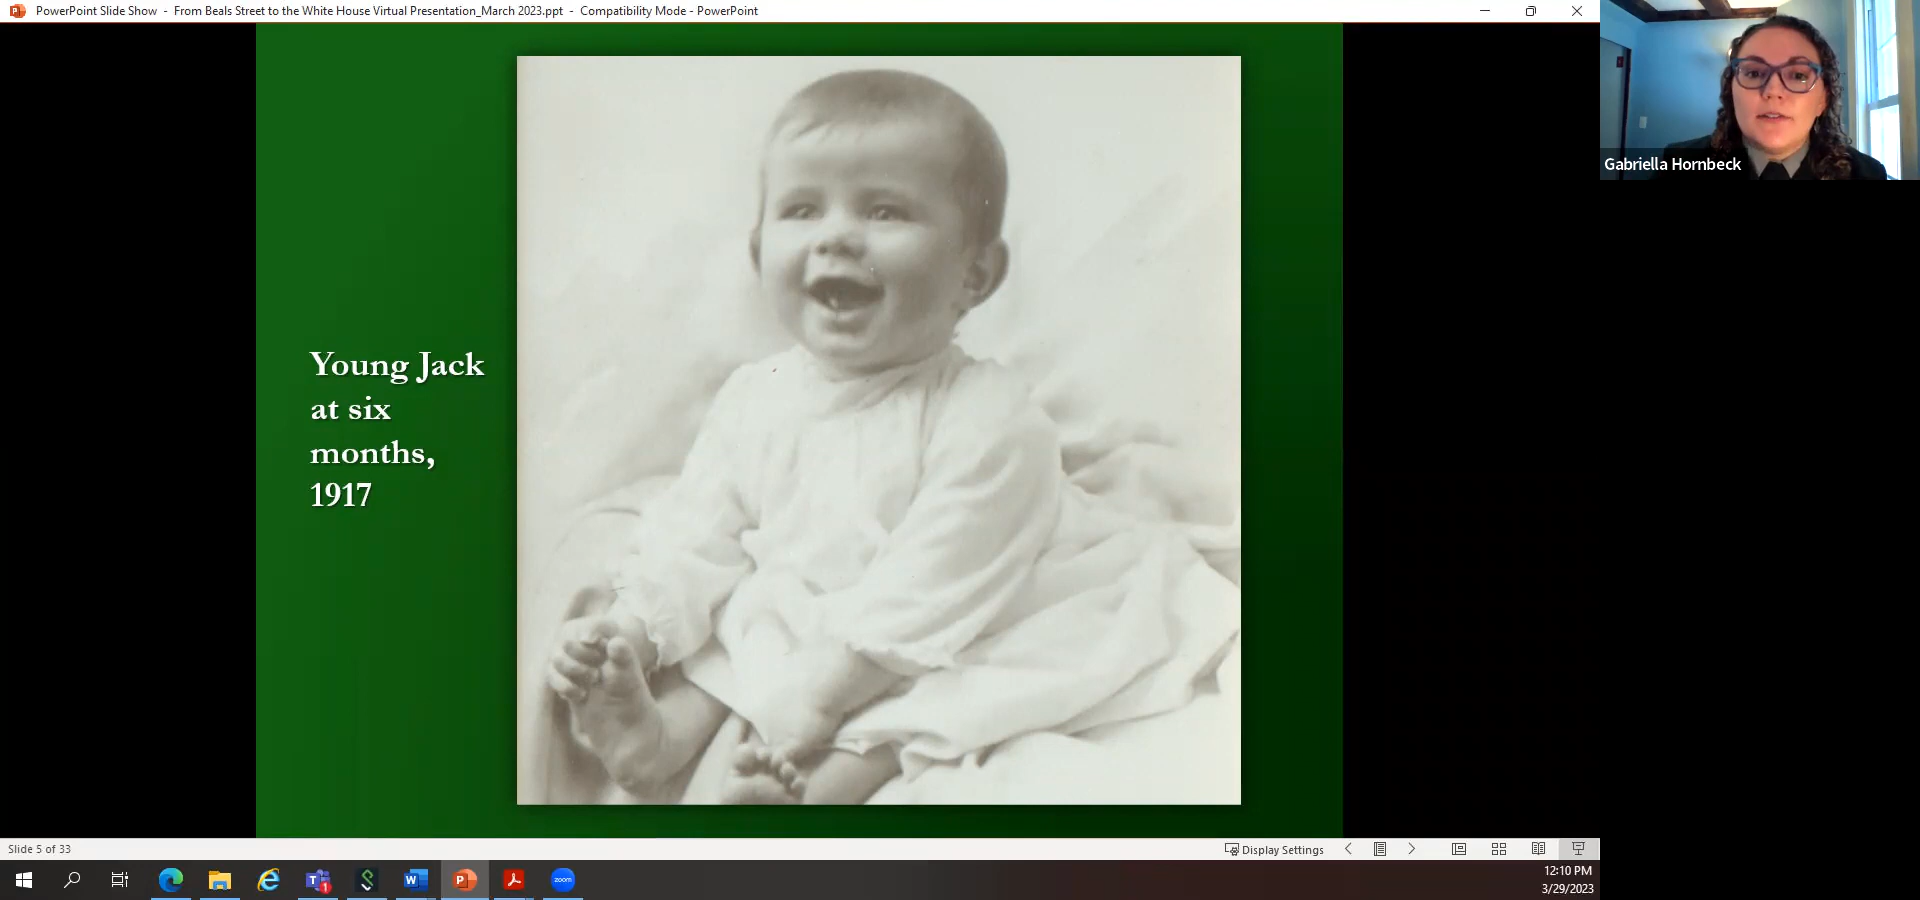 PowerPoint Slide Show - From Beals Street to the White House Virtual Presentation_March 2023.ppt - Compatibility Mode - PowerPoint
Gabriella Hornbeck
Young Jack
at six
months,
1917
Slide 5 of 33
Display Settings
zoom
12:10 PM
3/29/2023